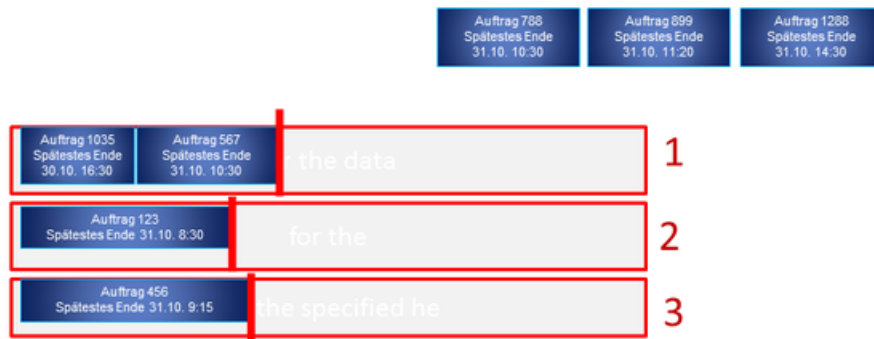 Auftrag 788
Spätestes Ende
31.10. 10:30
Auftrag 899
Spätestes Ende
31.10. 11:20
Auftrag 1288
Spätestes Ende
31.10. 14:30
Auftrag 1035
Spätestes Ende
30.10. 16:30
Auftrag 567
Spätestes Ende
31.10. 10:30
the data
1
Auftrag 123
Spätestes Ende 31.10. 8:30
for the
2
Auftrag 456
Spätestes Ende 31.10. 9:15
the specified he
3